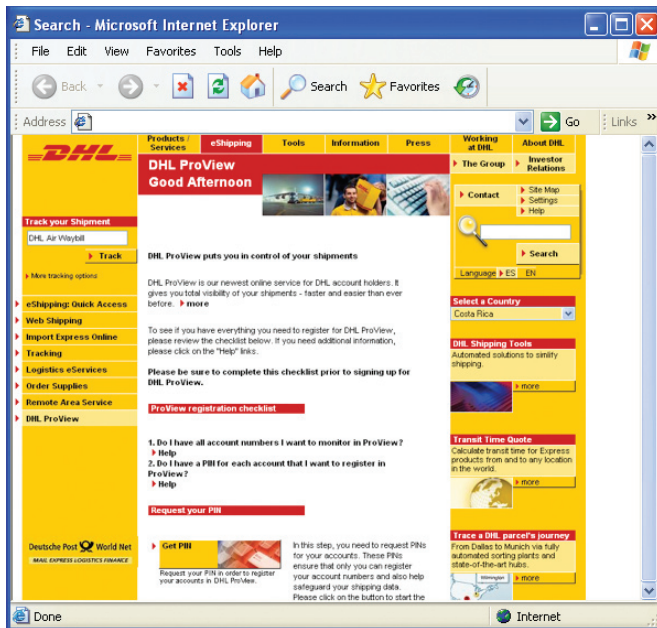 Search - Microsoft Internet Explorer
File Edit View Favorites Tools Help
Back Search Favorites
Address Go Links »
DHL
Products / Services
eShipping
Tools
Information
Press
Working at DHL
About DHL
DHL ProView
Good Afternoon
The Group
Investor Relations
Contact
Site Map
Settings
Help
Search
Language ES EN
Track your Shipment
DHL Air Waybill
Track
More tracking options
eShipping: Quick Access
Web Shipping
Import Express Online
Tracking
Logistics eServices
Order Supplies
Remote Area Service
DHL ProView
Deutsche Post World Net
MAIL EXPRESS LOGISTICS FINANCE
DHL ProView puts you in control of your shipments
DHL ProView is our newest online service for DHL account holders. It
gives you total visibility of your shipments - faster and easier than ever
before. more
To see if you have everything you need to register for DHL ProView,
please review the checklist below. If you need additional information,
please click on the "Help" links.
Please be sure to complete this checklist prior to signing up for
DHL ProView.
ProView registration checklist
1. Do I have all account numbers I want to monitor in ProView?
Help
2. Do I have a PIN for each account that I want to register in
ProView?
Help
Request your PIN
Get PIN
Request your PIN in order to register
your accounts in DHL ProView.
In this step, you need to request PINs
for your accounts. These PINs
ensure that only you can register
your account numbers and also help
safeguard your shipping data.
Please click on the button to start the
Select a Country
Costa Rica
DHL Shipping Tools
Automated solutions to simlify
shipping.
more
Transit Time Quote
Calculate transit time for Express
products from and to any location
in the world.
more
Trace a DHL parcel's journey
From Dallas to Munich via fully
automated sorting plants and
state-of-the-art hubs.
Wilmington
more
Done
Internet